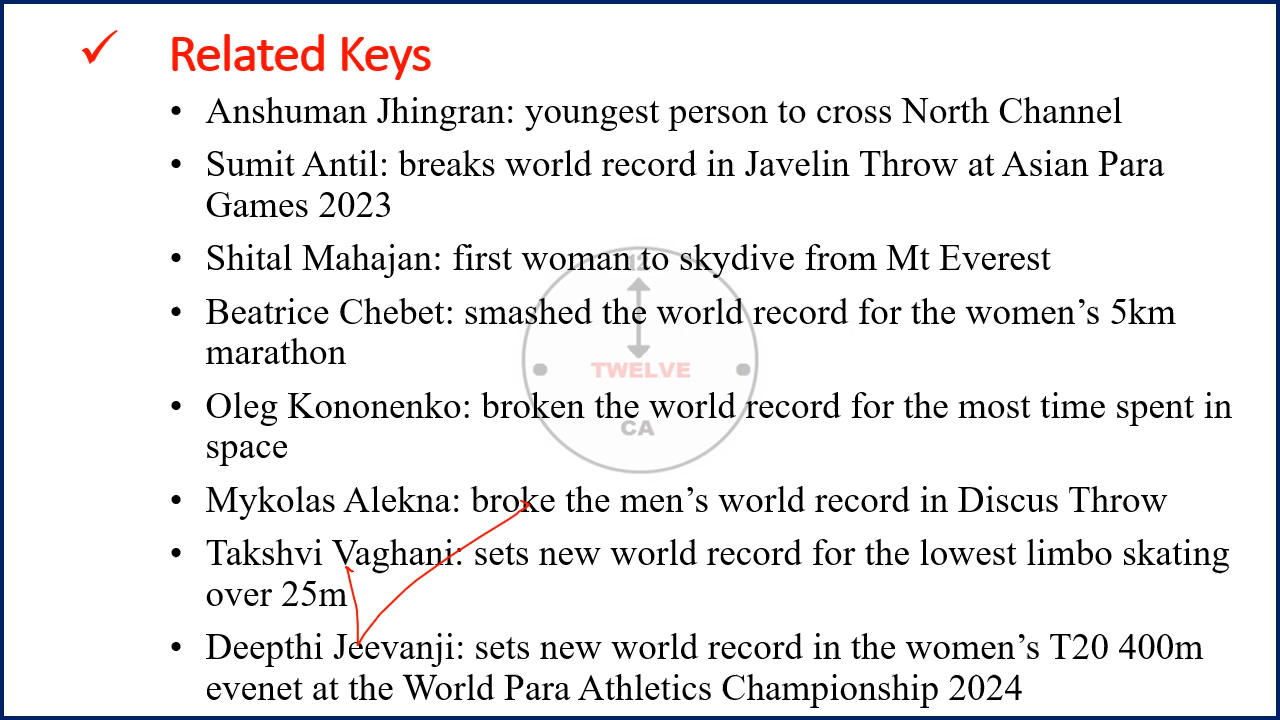 ✓ Related Keys
• Anshuman Jhingran: youngest person to cross North Channel
• Sumit Antil: breaks world record in Javelin Throw at Asian Para
Games 2023
• Shital Mahajan: first woman to skydive from Mt Everest
• Beatrice Chebet: smashed the world record for the women’s 5km
marathon
• Oleg Kononenko: broken the world record for the most time spent in
space
• Mykolas Alekna: broke the men’s world record in Discus Throw
• Takshvi Vaghani: sets new world record for the lowest limbo skating
over 25m
• Deepthi Jeevanji: sets new world record in the women’s T20 400m
evenet at the World Para Athletics Championship 2024
12
TWELVE
CA